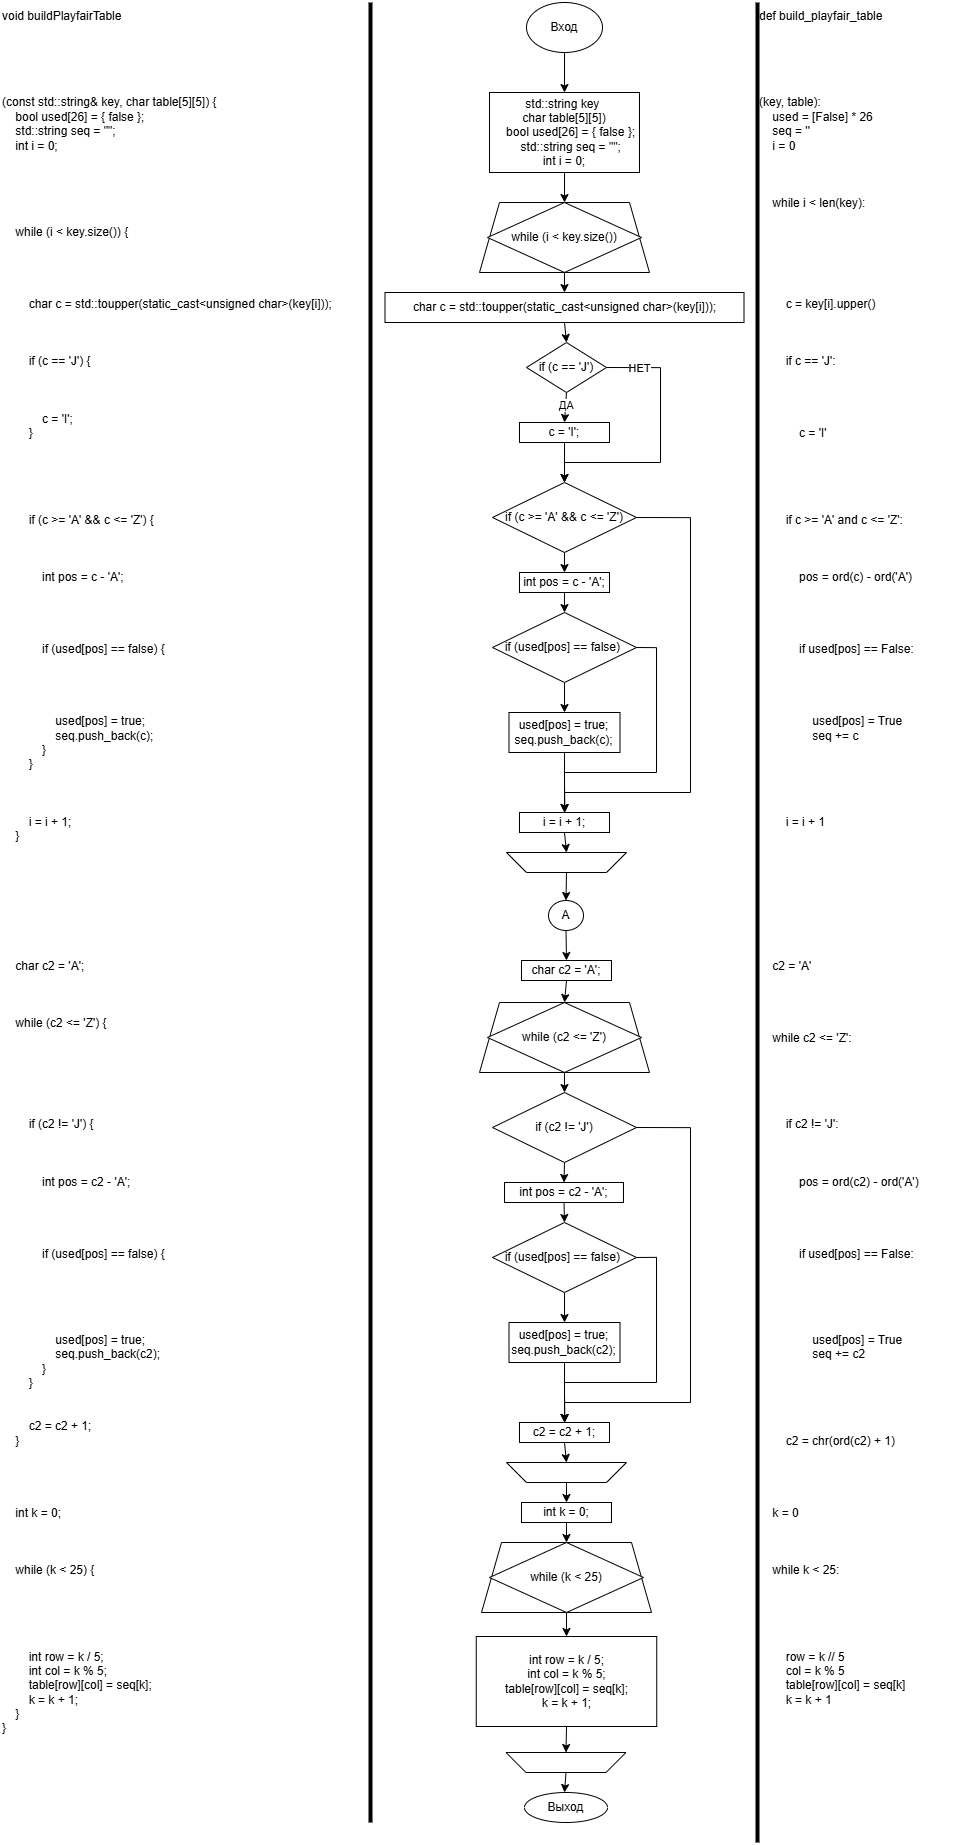 void buildPlayfairTable
(const std::string& key, char table[5][5]) {
bool used[26] = { false };
std::string seq = "";
int i = 0;
while (i < key.size()) {
char c = std::toupper(static_cast<unsigned char>(key[i]));
if (c == 'J') {
c = 'I';
}
if (c >= 'A' && c <= 'Z') {
int pos = c - 'A';
if (used[pos] == false) {
used[pos] = true;
seq.push_back(c);
}
}
i = i + 1;
}
char c2 = 'A';
while (c2 <= 'Z') {
if (c2 != 'J') {
int pos = c2 - 'A';
if (used[pos] == false) {
used[pos] = true;
seq.push_back(c2);
}
}
c2 = c2 + 1;
}
int k = 0;
while (k < 25) {
int row = k / 5;
int col = k % 5;
table[row][col] = seq[k];
k = k + 1;
}
}
Вход
std::string key
char table[5][5])
bool used[26] = { false };
std::string seq = "";
int i = 0;
while (i < key.size())
char c = std::toupper(static_cast<unsigned char>(key[i]));
if (c == 'J')
НЕТ
ДА
c = 'I';
if (c >= 'A' && c <= 'Z')
int pos = c - 'A';
if (used[pos] == false)
used[pos] = true;
seq.push_back(c);
i = i + 1;
A
char c2 = 'A';
while (c2 <= 'Z')
if (c2 != 'J')
int pos = c2 - 'A';
if (used[pos] == false)
used[pos] = true;
seq.push_back(c2);
c2 = c2 + 1;
int k = 0;
while (k < 25)
int row = k / 5;
int col = k % 5;
table[row][col] = seq[k];
k = k + 1;
Выход
def build_playfair_table
(key, table):
used = [False] * 26
seq = ''
i = 0
while i < len(key):
c = key[i].upper()
if c == 'J':
c = 'I'
if c >= 'A' and c <= 'Z':
pos = ord(c) - ord('A')
if used[pos] == False:
used[pos] = True
seq += c
i = i + 1
c2 = 'A'
while c2 <= 'Z':
if c2 != 'J':
pos = ord(c2) - ord('A')
if used[pos] == False:
used[pos] = True
seq += c2
c2 = chr(ord(c2) + 1)
k = 0
while k < 25:
row = k // 5
col = k % 5
table[row][col] = seq[k]
k = k + 1